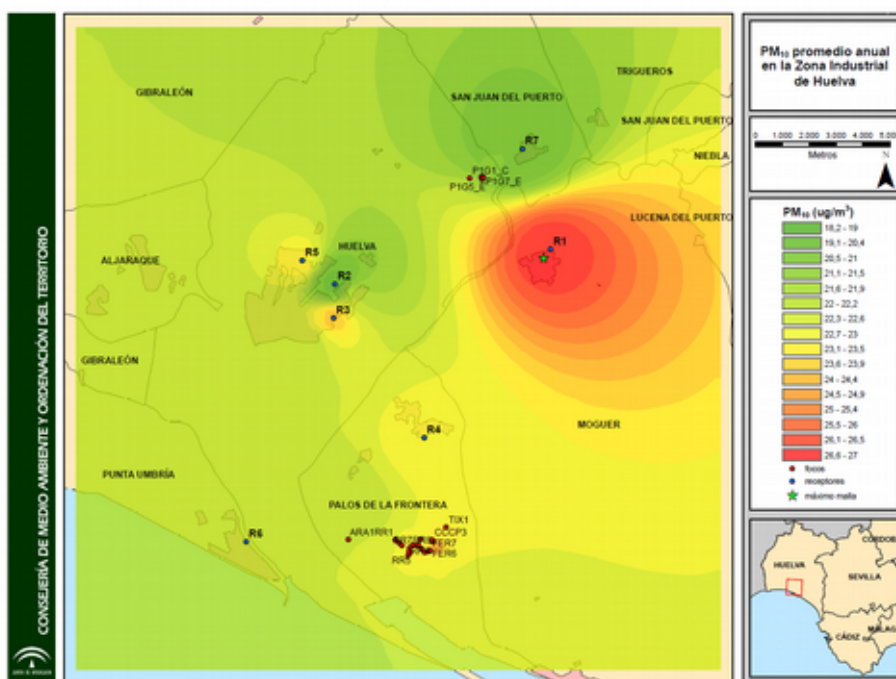 CONSEJERÍA DE MEDIO AMBIENTE Y ORDENACIÓN DEL TERRITORIO
GIBRALEÓN
TRIGUEROS
SAN JUAN DEL PUERTO
SAN JUAN DEL PUERTO
R7
NIEBLA
P1G1_C
P1G5_E
P1G7_E
LUCENA DEL PUERTO
HUELVA
R1
ALJARAQUE
R5
R2
R3
GIBRALEÓN
MOGUER
R4
PUNTA UMBRÍA
PALOS DE LA FRONTERA
TIX1
ARA1RR1
CCCP3
R6
FER7
FER6
PM₁₀ promedio anual
en la Zona Industrial
de Huelva
0 1.000 2.000 3.000 4.000 5.000
Metros
PM₁₀ (ug/m³)
18,2 - 19
19,1 - 20,4
20,5 - 21
21,1 - 21,5
21,6 - 21,9
22 - 22,2
22,3 - 22,6
22,7 - 23
23,1 - 23,5
23,6 - 23,9
24 - 24,4
24,5 - 24,9
25 - 25,4
25,5 - 26
26,1 - 26,5
26,6 - 27
focos
receptores
máximo malla
HUELVA
SEVILLA
CÁDIZ